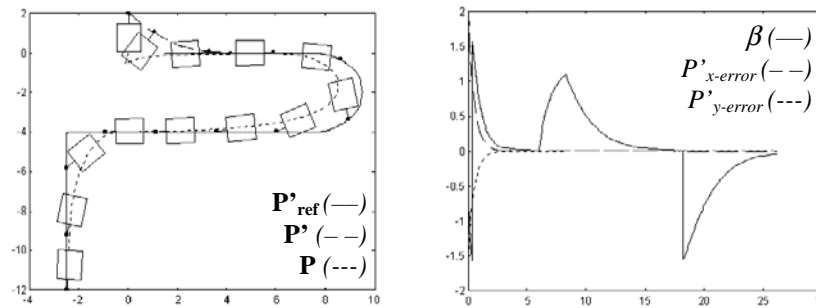 2
0
-2
-4
-6
-8
-10
-12
-4 -2 0 2 4 6 8 10
P'ref (—)
P' (– –)
P (---)
2
1.5
1
0.5
0
-0.5
-1
-1.5
-2
0 5 10 15 20 25 30
β (—)
P'x-error (– –)
P'y-error (---)